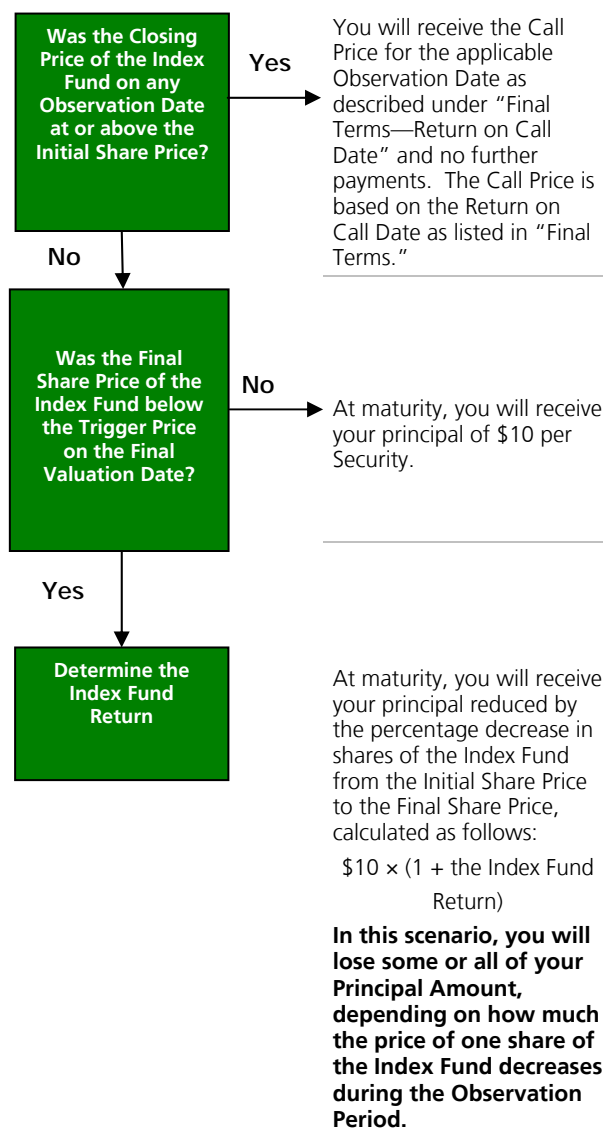 Was the Closing
Price of the Index
Fund on any
Observation Date
at or above the
Initial Share Price?
Yes
You will receive the Call
Price for the applicable
Observation Date as
described under “Final
Terms—Return on Call
Date” and no further
payments.  The Call Price is
based on the Return on
Call Date as listed in “Final
Terms.”
No
Was the Final
Share Price of the
Index Fund below
the Trigger Price
on the Final
Valuation Date?
No
At maturity, you will receive
your principal of $10 per
Security.
Yes
Determine the
Index Fund
Return
At maturity, you will receive
your principal reduced by
the percentage decrease in
shares of the Index Fund
from the Initial Share Price
to the Final Share Price,
calculated as follows:
$10 × (1 + the Index Fund
Return)
In this scenario, you will
lose some or all of your
Principal Amount,
depending on how much
the price of one share of
the Index Fund decreases
during the Observation
Period.